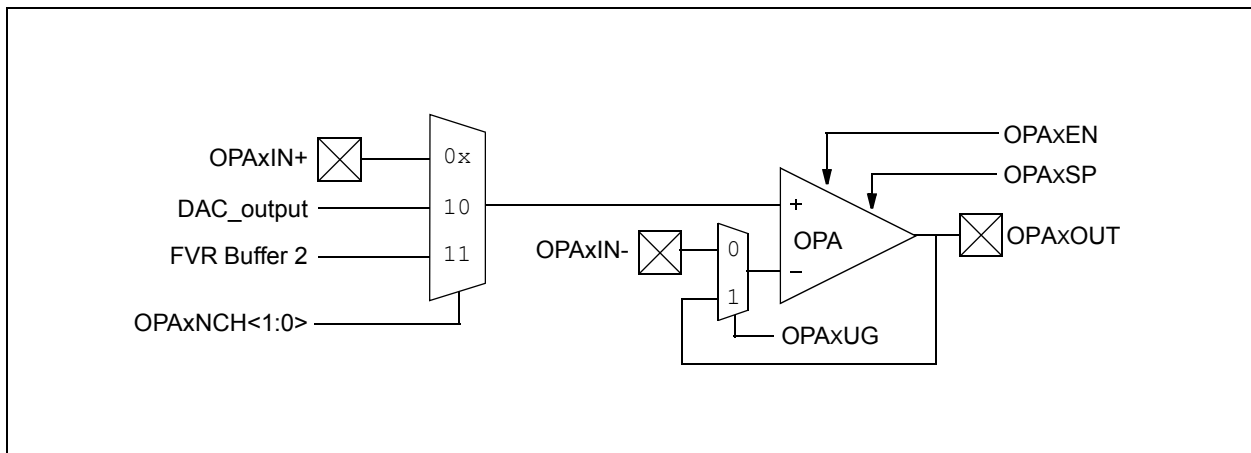 OPAxEN
OPAxIN+
0x
OPAxSP
DAC_output
10
+
OPA
OPAxOUT
FVR Buffer 2
11
OPAxIN-
0
-
1
OPAxNCH<1:0>
OPAxUG